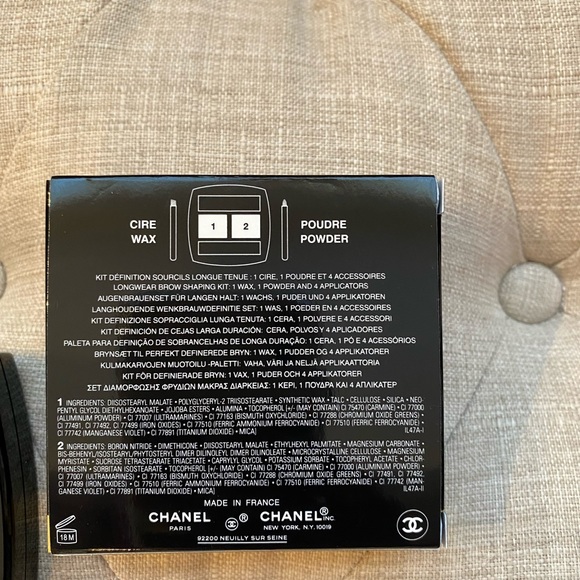 CIRE
WAX
1 2
POUDRE
POWDER
KIT DÉFINITION SOURCILS LONGUE TENUE : 1 CIRE, 1 POUDRE ET 4 ACCESSOIRES
LONGWEAR BROW SHAPING KIT: 1 WAX, 1 POWDER AND 4 APPLICATORS
AUGENBRAUENSET FÜR LANGEN HALT: 1 WACHS, 1 PUDER UND 4 APPLIKATOREN
LANGHOUDENDE WENKBRAUWDEFINITIE SET: 1 WAS, 1 POEDER EN 4 ACCESSOIRES
KIT DEFINIZIONE SOPRACCIGLIA LUNGA TENUTA: 1 CERA, 1 POLVERE E 4 ACCESSORI
KIT DEFINICIÓN DE CEJAS LARGA DURACIÓN: CERA, POLVOS Y 4 APLICADORES
PALETA PARA DEFINIÇÃO DE SOBRANCELHAS DE LONGA DURAÇÃO: 1 CERA, 1 PÓ E 4 ACESSÓRIOS
BRYNSÆT TIL PERFEKT DEFINEREDE BRYN: 1 WAX, 1 PUDDER OG 4 APPLIKATORER
KULMAKARVOJEN MUOTOILU -PALETTI: VAHA, VÄRI JA NELJÄ APPLIKAATTORIA
KIT FÖR DEFINIERADE BRYN: 1 VAX, 1 PUDER OCH 4 APPLIKATORER
ΣΕΤ ΔΙΑΜΟΡΦΩΣΗΣ ΦΡΥΔΙΩΝ ΜΑΚΡΑΣ ΔΙΑΡΚΕΙΑΣ: 1 ΚΕΡΙ, 1 ΠΟΥΔΡΑ ΚΑΙ 4 ΑΠΛΙΚΑΤΕΡ
1 INGREDIENTS: DIISOSTEARYL MALATE • POLYGLYCERYL-2 TRIISOSTEARATE • SYNTHETIC WAX • TALC • CELLULOSE • SILICA • NEO-
PENTYL GLYCOL DIETHYLHEXANOATE • JOJOBA ESTERS • ALUMINA • TOCOPHEROL [+/- (MAY CONTAIN) CI 75470 (CARMINE) • CI 77000
(ALUMINUM POWDER) • CI 77007 (ULTRAMARINES) • CI 77163 (BISMUTH OXYCHLORIDE) • CI 77288 (CHROMIUM OXIDE GREENS) •
CI 77491, CI 77492, CI 77499 (IRON OXIDES) • CI 77510 (FERRIC AMMONIUM FERROCYANIDE) • CI 77510 (FERRIC FERROCYANIDE) •
CI 77742 (MANGANESE VIOLET) • CI 77891 (TITANIUM DIOXIDE) • MICA] IL47A-I
2 INGREDIENTS: BORON NITRIDE • DIMETHICONE • DIISOSTEARYL MALATE • ETHYLHEXYL PALMITATE • MAGNESIUM CARBONATE •
BIS-BEHENYL/ISOSTEARYL/PHYTOSTERYL DIMER DILINOLEYL DIMER DILINOLEATE • MICROCRYSTALLINE CELLULOSE • MAGNESIUM
MYRISTATE • SUCROSE TETRASTEARATE TRIACETATE • CAPRYLYL GLYCOL • POTASSIUM SORBATE • TOCOPHERYL ACETATE • CHLOR-
PHENESIN • SORBITAN ISOSTEARATE • TOCOPHEROL [+/- (MAY CONTAIN) CI 75470 (CARMINE) • CI 77000 (ALUMINUM POWDER) •
CI 77007 (ULTRAMARINES) • CI 77163 (BISMUTH OXYCHLORIDE) • CI 77288 (CHROMIUM OXIDE GREENS) • CI 77491, CI 77492,
CI 77499 (IRON OXIDES) • CI 77510 (FERRIC AMMONIUM FERROCYANIDE) • CI 77510 (FERRIC FERROCYANIDE) • CI 77742 (MAN-
GANESE VIOLET) • CI 77891 (TITANIUM DIOXIDE) • MICA] IL47A-II
MADE IN FRANCE
CHANEL ® CHANEL® INC.
PARIS NEW YORK, N.Y. 10019
92200 NEUILLY SUR SEINE
18 M